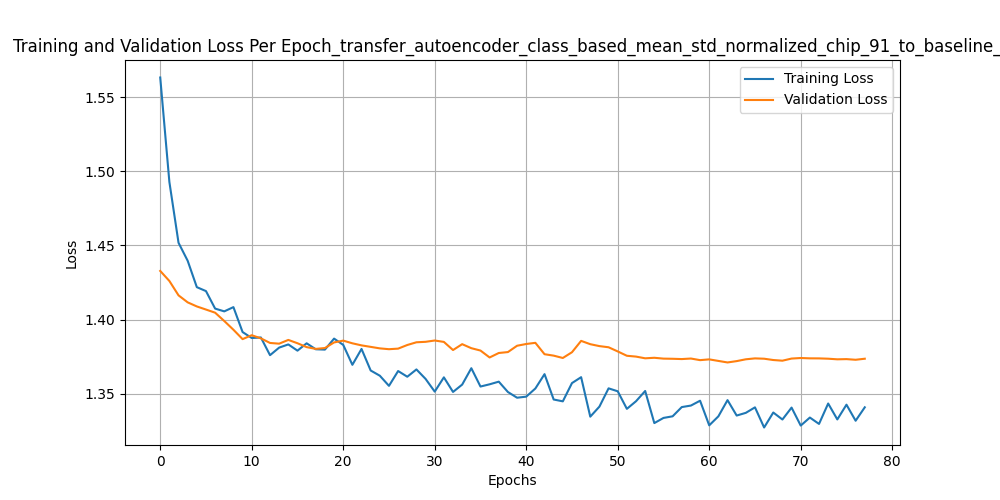 Training and Validation Loss Per Epoch_transfer_autoencoder_class_based_mean_std_normalized_chip_91_to_baseline_
Training Loss
Validation Loss
1.55
1.50
1.45
1.40
1.35
Loss
0 10 20 30 40 50 60 70 80
Epochs